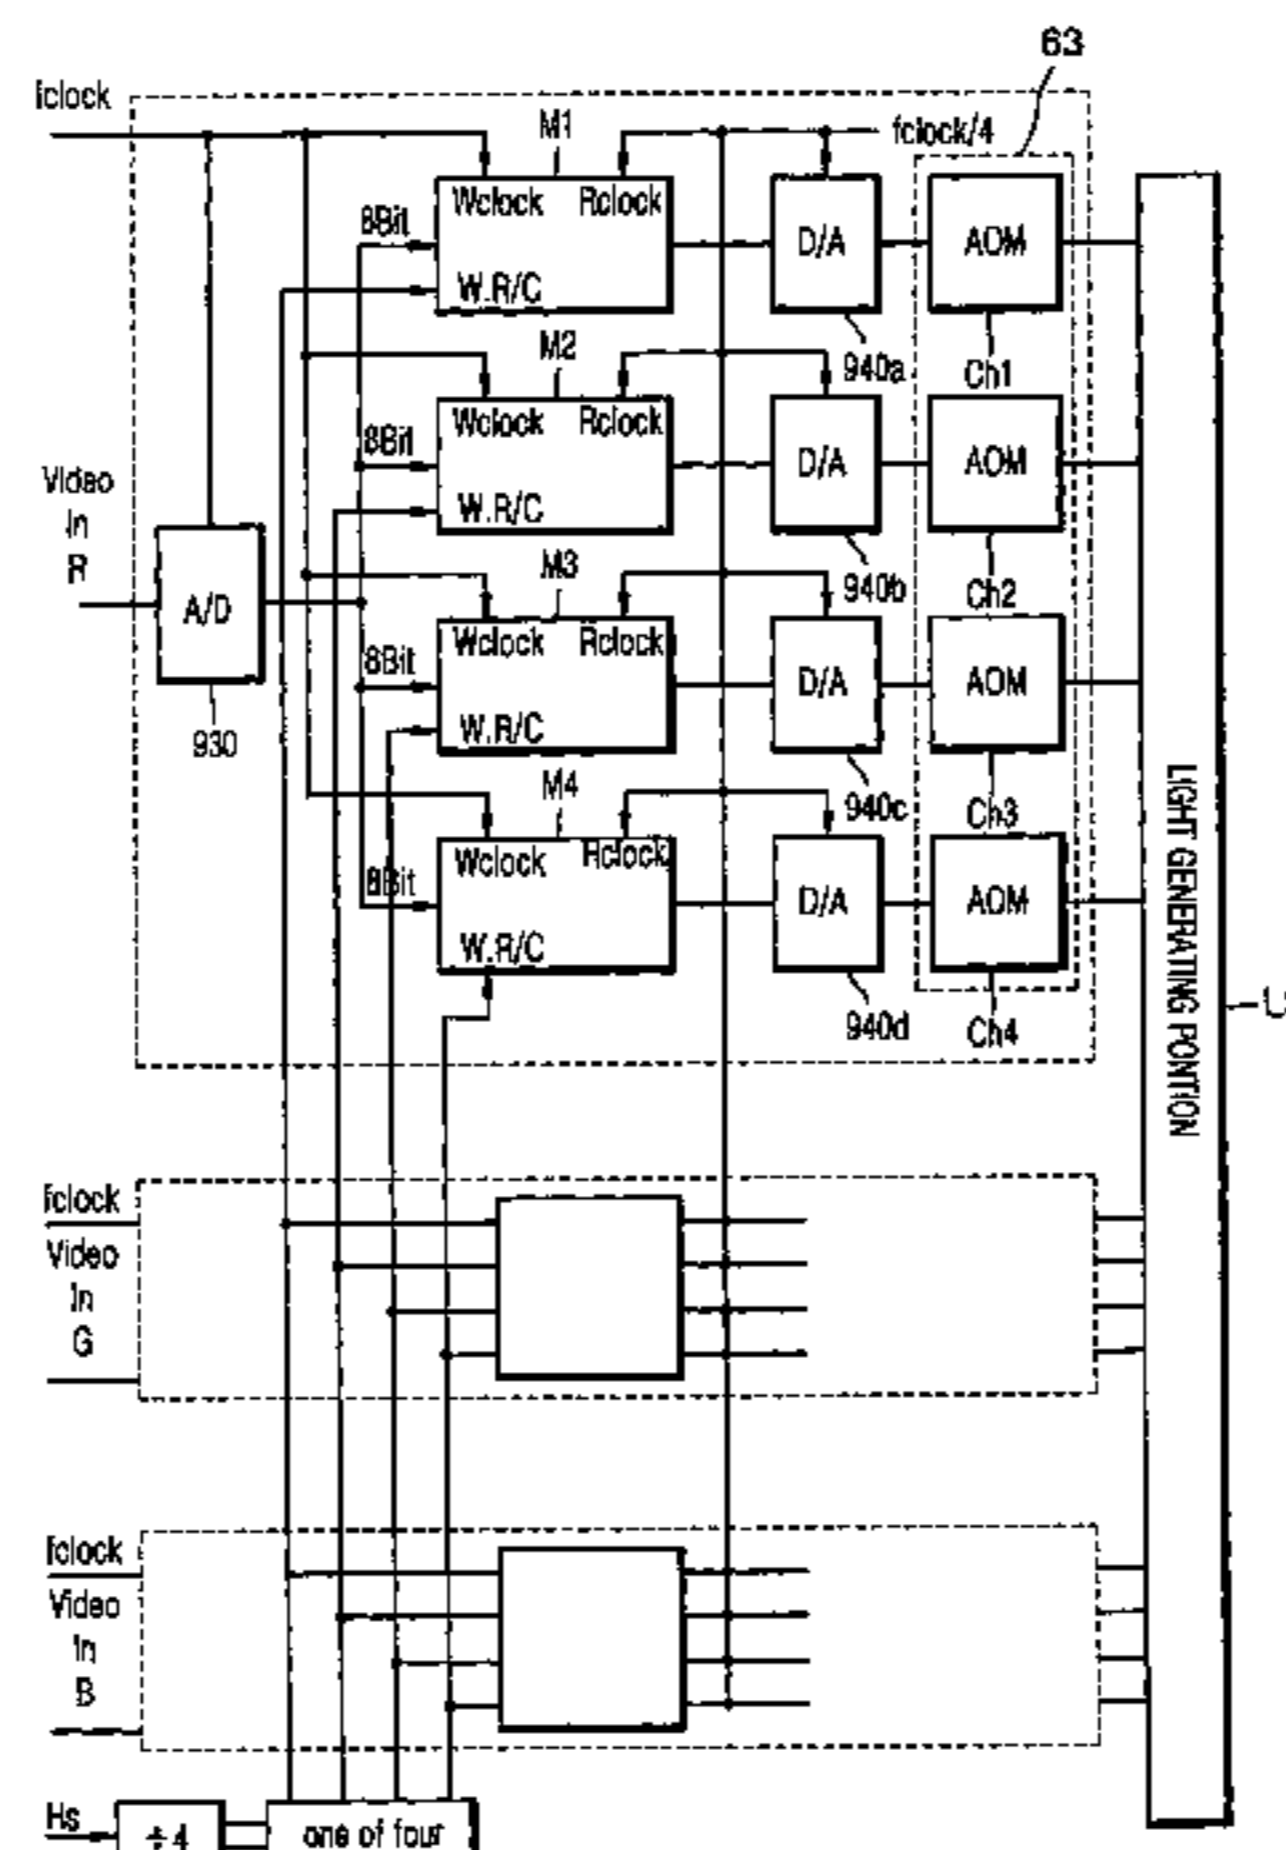 63
fclock
M1
fclock/4
Wclock Rclock
8Bit
W.R/C
D/A
AOM
940a
Ch1
M2
Wclock Rclock
8Bit
W.R/C
D/A
AOM
940b
Ch2
Video
In
R
A/D
930
M3
Wclock Rclock
8Bit
W.R/C
D/A
AOM
940c
Ch3
M4
Wclock Rclock
8Bit
W.R/C
D/A
AOM
940d
Ch4
LIGHT GENERATING PONTION
fclock
Video
In
G
fclock
Video
In
B
Hs
÷4
one of four